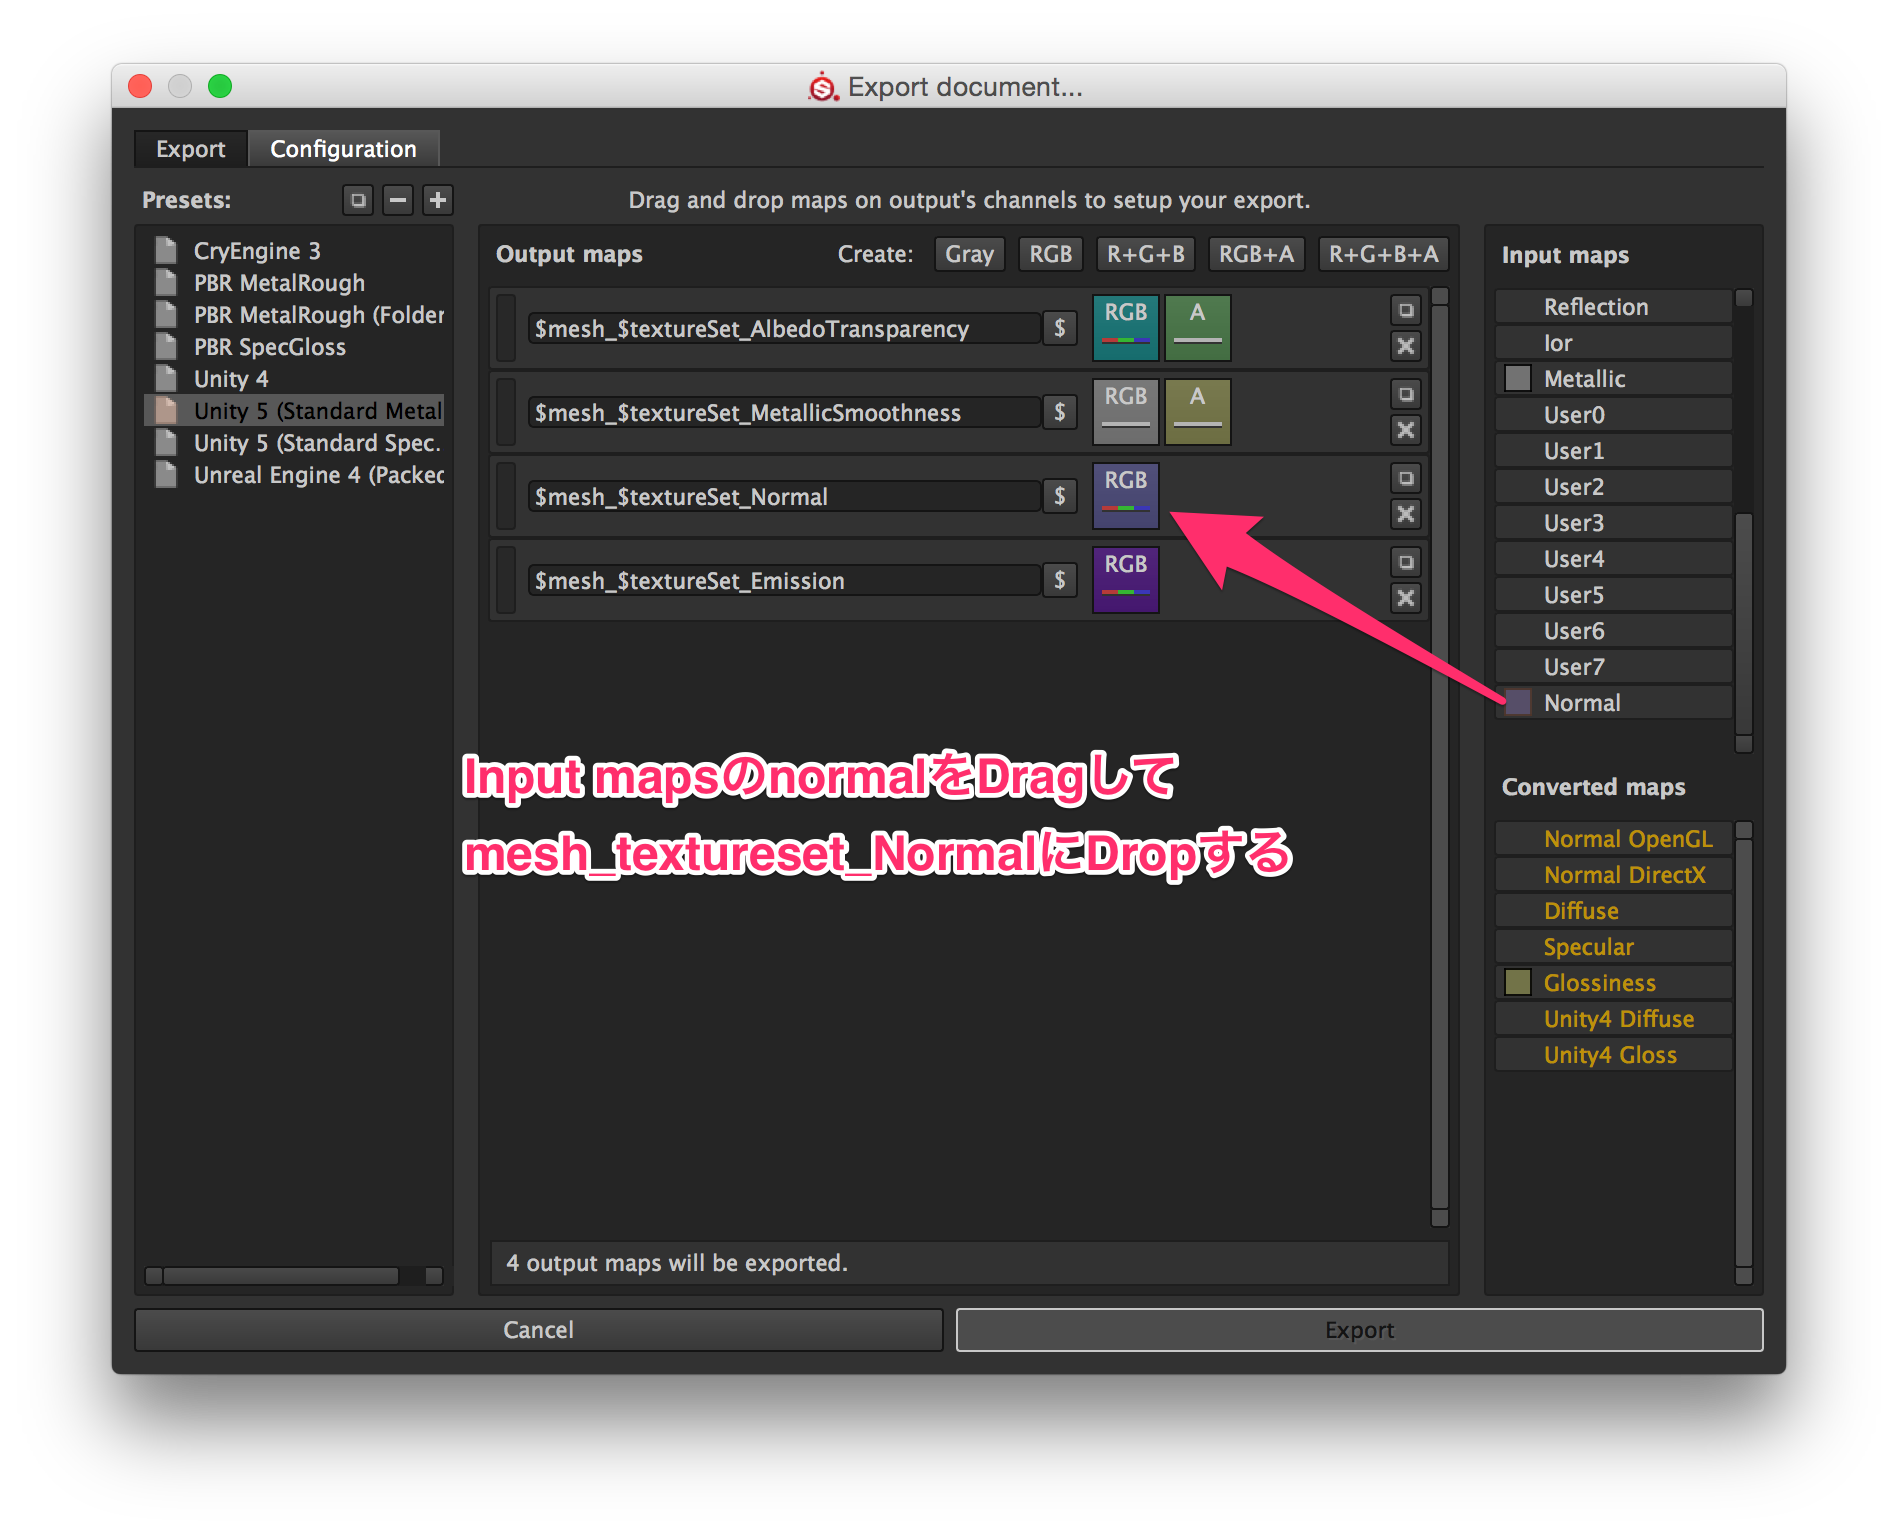 Export document...
Export
Configuration
Presets:
Drag and drop maps on output's channels to setup your export.
CryEngine 3
PBR MetalRough
PBR MetalRough (Folder
PBR SpecGloss
Unity 4
Unity 5 (Standard Metal
Unity 5 (Standard Spec.
Unreal Engine 4 (Packed
Output maps
Create:
Gray
RGB
R+G+B
RGB+A
R+G+B+A
$mesh_$textureSet_AlbedoTransparency
$
RGB
A
$mesh_$textureSet_MetallicSmoothness
$
RGB
A
$mesh_$textureSet_Normal
$
RGB
$mesh_$textureSet_Emission
$
RGB
Input mapsのnormalをDragして
mesh_textureset_NormalにDropする
4 output maps will be exported.
Input maps
Reflection
Ior
Metallic
User0
User1
User2
User3
User4
User5
User6
User7
Normal
Converted maps
Normal OpenGL
Normal DirectX
Diffuse
Specular
Glossiness
Unity4 Diffuse
Unity4 Gloss
Cancel
Export